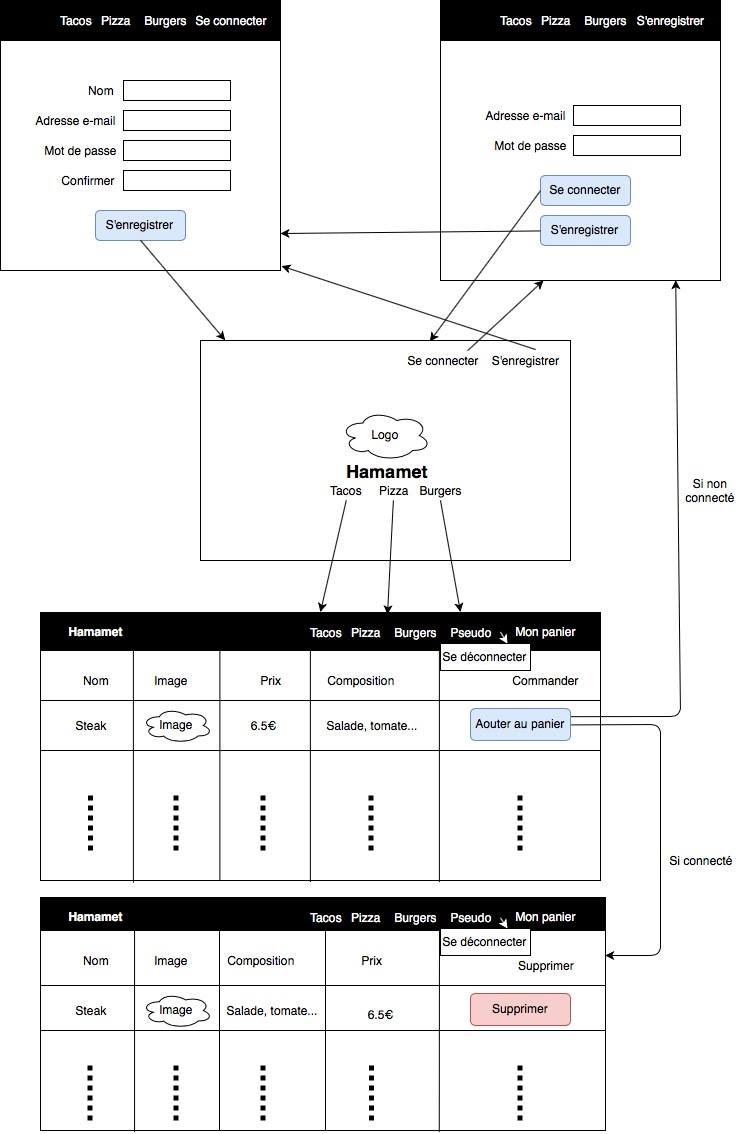 Tacos Pizza Burgers Se connecter
Nom
Adresse e-mail
Mot de passe
Confirmer
S'enregistrer
Tacos Pizza Burgers S'enregistrer
Adresse e-mail
Mot de passe
Se connecter
S'enregistrer
Se connecter S'enregistrer
Logo
Hamamet
Tacos Pizza Burgers
Si non
connecté
Hamamet Tacos Pizza Burgers Pseudo Mon panier
Se déconnecter
Nom Image Prix Composition Commander
Steak Image 6.5€ Salade, tomate... Aouter au panier
Si connecté
Hamamet Tacos Pizza Burgers Pseudo Mon panier
Se déconnecter
Nom Image Composition Prix Supprimer
Steak Image Salade, tomate... 6.5€ Supprimer